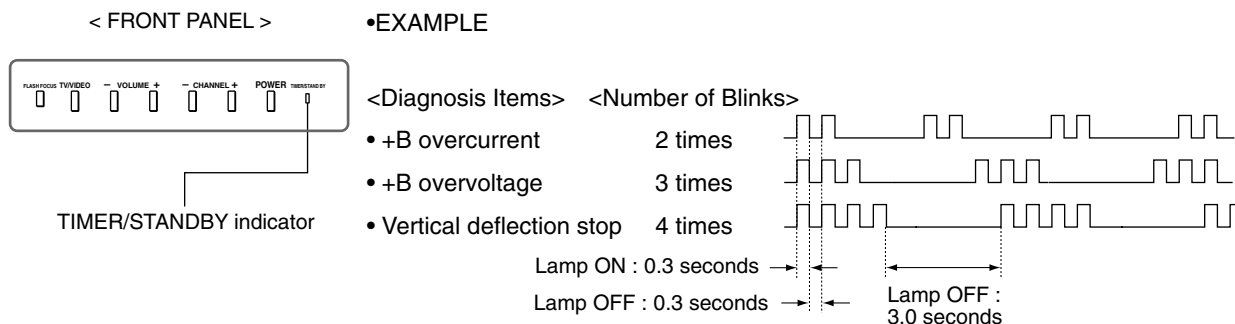 < FRONT PANEL >
•EXAMPLE
FLASH FOCUS TV/VIDEO − VOLUME + − CHANNEL + POWER TIMER/STAND BY
<Diagnosis Items> <Number of Blinks>
• +B overcurrent 2 times
• +B overvoltage 3 times
• Vertical deflection stop 4 times
TIMER/STANDBY indicator
Lamp ON : 0.3 seconds
Lamp OFF : 0.3 seconds
Lamp OFF :
3.0 seconds